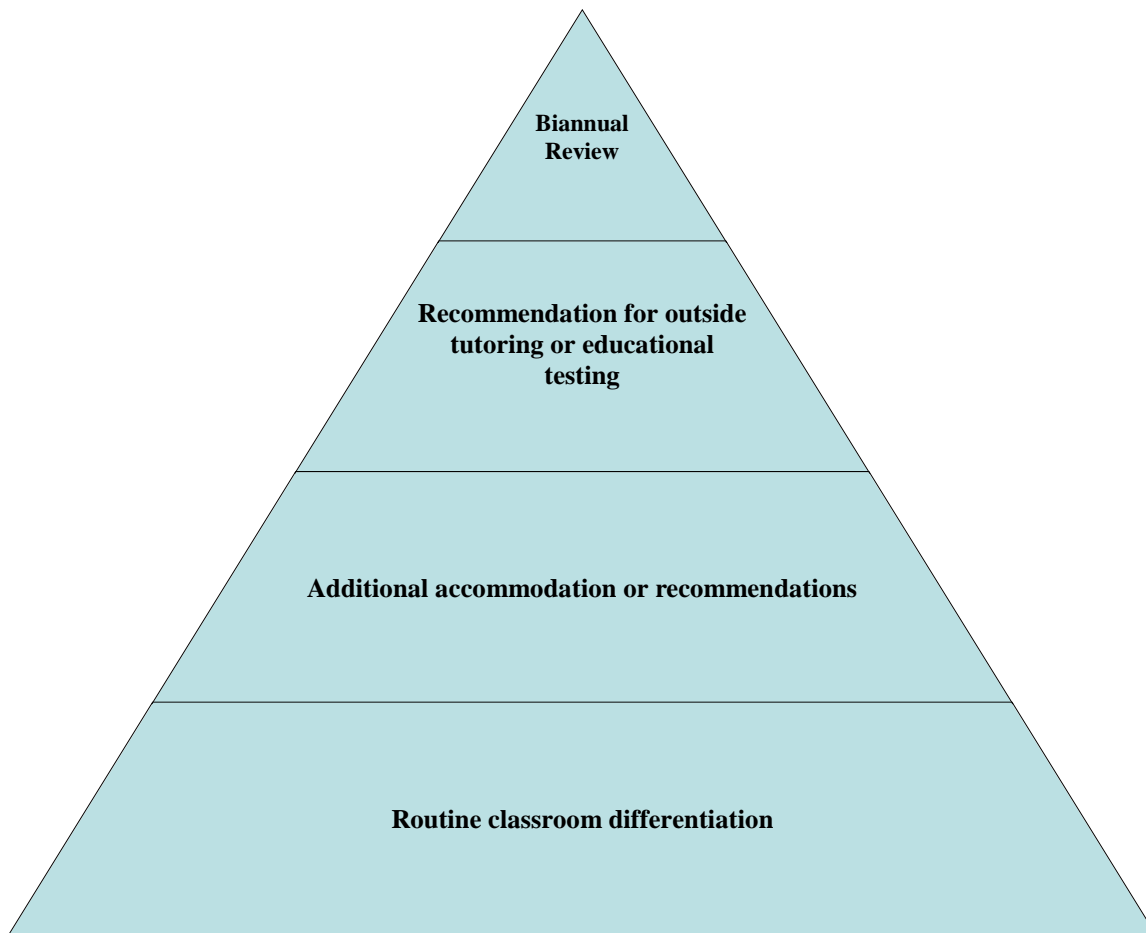 Biannual
Review
Recommendation for outside
tutoring or educational
testing
Additional accommodation or recommendations
Routine classroom differentiation